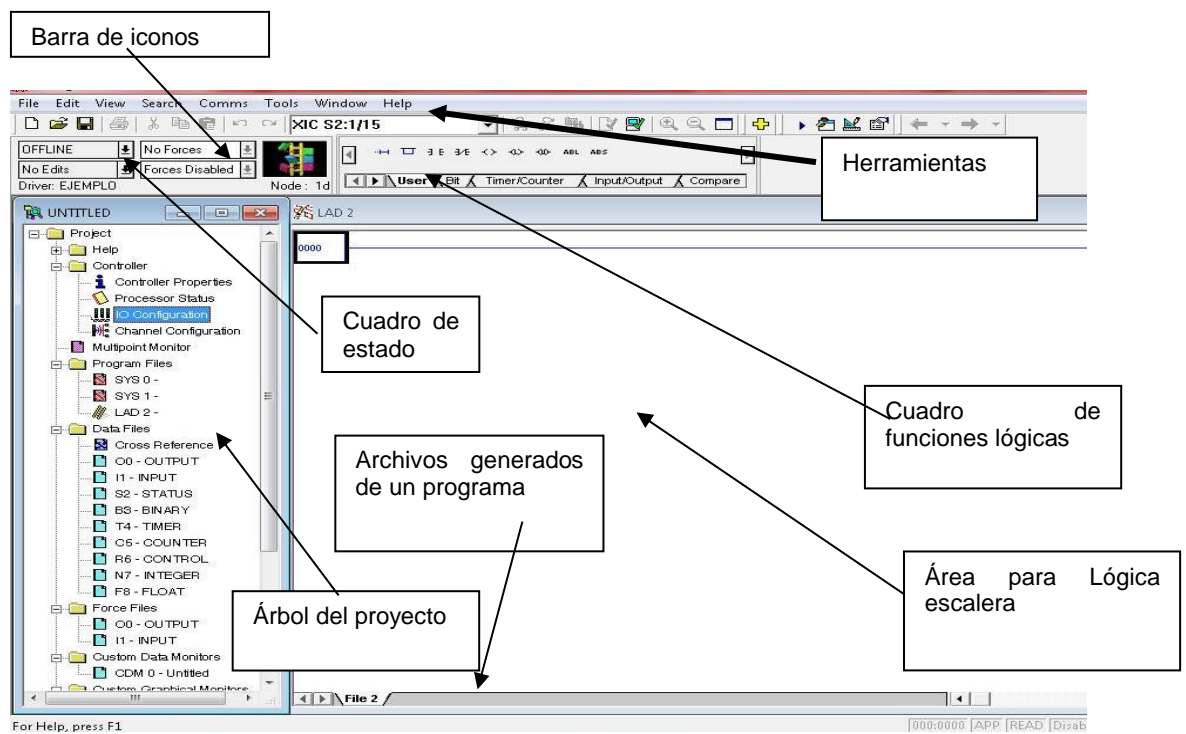 Barra de iconos
File Edit View Search Comms Tools Window Help
XIC S2:1/15
OFFLINE No Forces
No Edits Forces Disabled
Driver: EJEMPLO Node: 1d
ABL ABS
User Bit Timer/Counter Input/Output Compare
Herramientas
UNTITLED
LAD 2
0000
Project
Help
Controller
Controller Properties
Processor Status
IO Configuration
Channel Configuration
Multipoint Monitor
Program Files
SYS 0 -
SYS 1 -
LAD 2 -
Data Files
Cross Reference
O0 - OUTPUT
I1 - INPUT
S2 - STATUS
B3 - BINARY
T4 - TIMER
C5 - COUNTER
R6 - CONTROL
N7 - INTEGER
F8 - FLOAT
Force Files
O0 - OUTPUT
I1 - INPUT
Custom Data Monitors
CDM 0 - Untitled
Custom Graphical Monitors
Cuadro de
estado
Cuadro de
funciones lógicas
Archivos generados
de un programa
Área para Lógica
escalera
Árbol del proyecto
File 2
For Help, press F1
000:0000 APP READ Disab